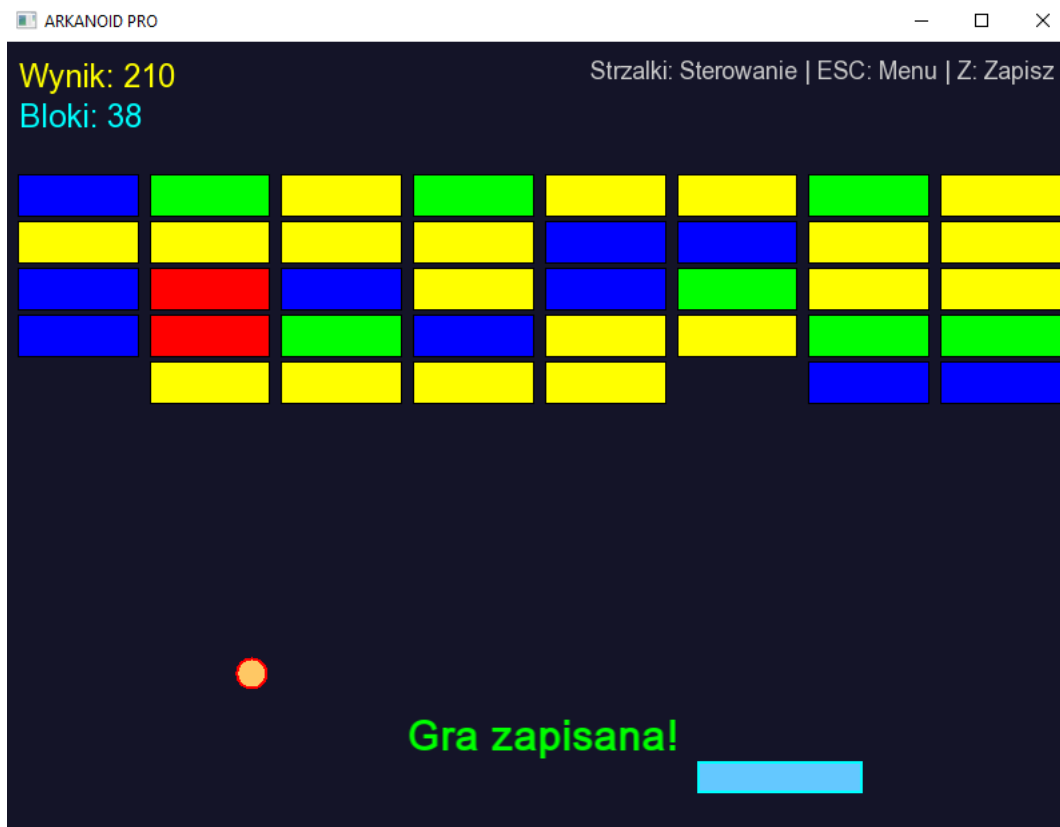 ARKANOID PRO
Wynik: 210
Strzalki: Sterowanie | ESC: Menu | Z: Zapisz
Bloki: 38
Gra zapisana!